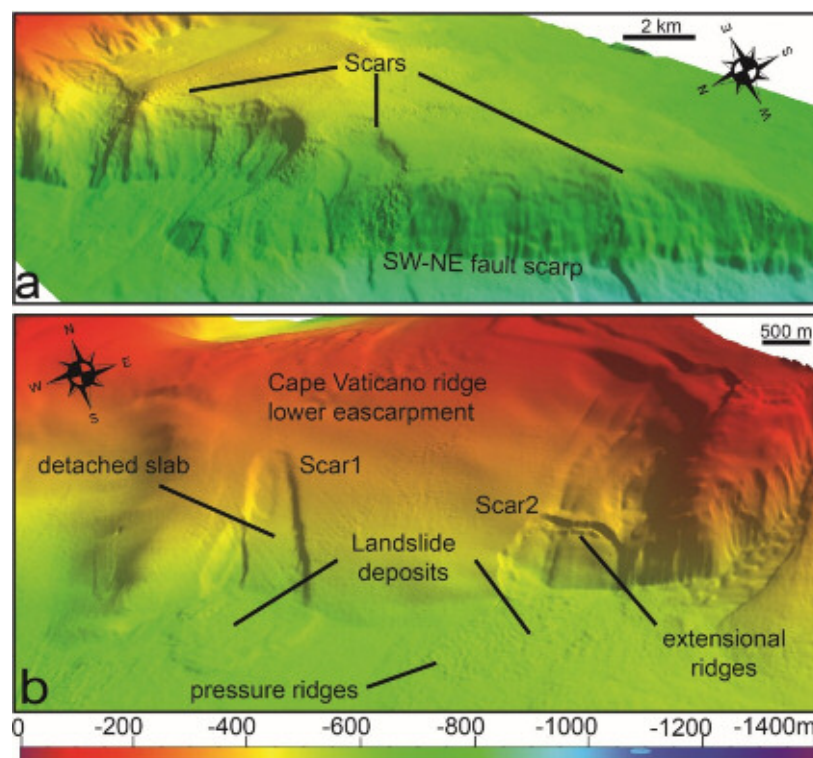 2 km
E
S
N
W
Scars
SW-NE fault scarp
a
500 m
N
E
W
S
Cape Vaticano ridge
lower eascarpment
detached slab
Scar1
Scar2
Landslide
deposits
extensional
ridges
pressure ridges
b
0 -200 -400 -600 -800 -1000 -1200 -1400m